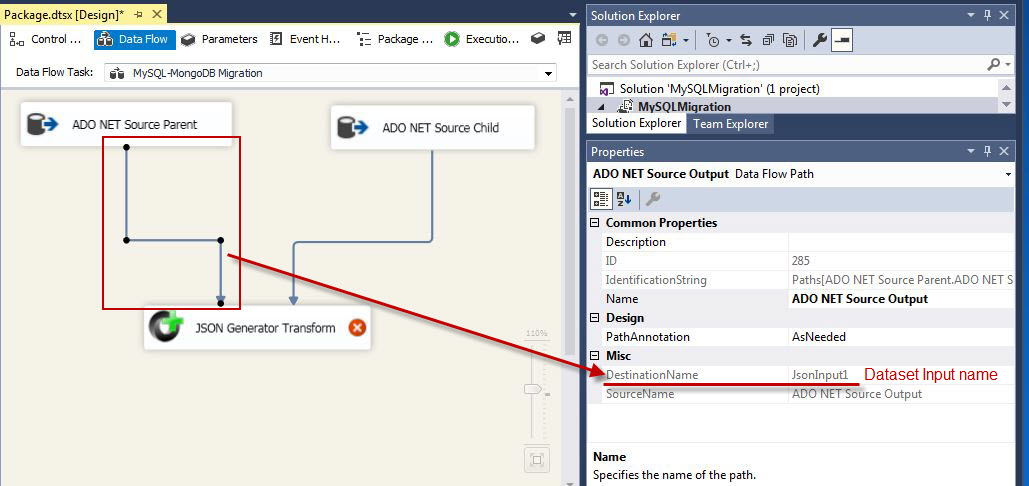 Package.dtsx [Design]*
Control ...
Data Flow
Parameters
Event H...
Package ...
Executio...
Data Flow Task:
MySQL-MongoDB Migration
ADO NET Source Parent
ADO NET Source Child
JSON Generator Transform
110%
Solution Explorer
Search Solution Explorer (Ctrl+;)
Solution 'MySQLMigration' (1 project)
MySQLMigration
Solution Explorer
Team Explorer
Properties
ADO NET Source Output Data Flow Path
Common Properties
Description
ID 285
IdentificationString Paths[ADO NET Source Parent.ADO NET S
Name ADO NET Source Output
Design
PathAnnotation AsNeeded
Misc
DestinationName JsonInput1 Dataset Input name
SourceName ADO NET Source Output
Name
Specifies the name of the path.